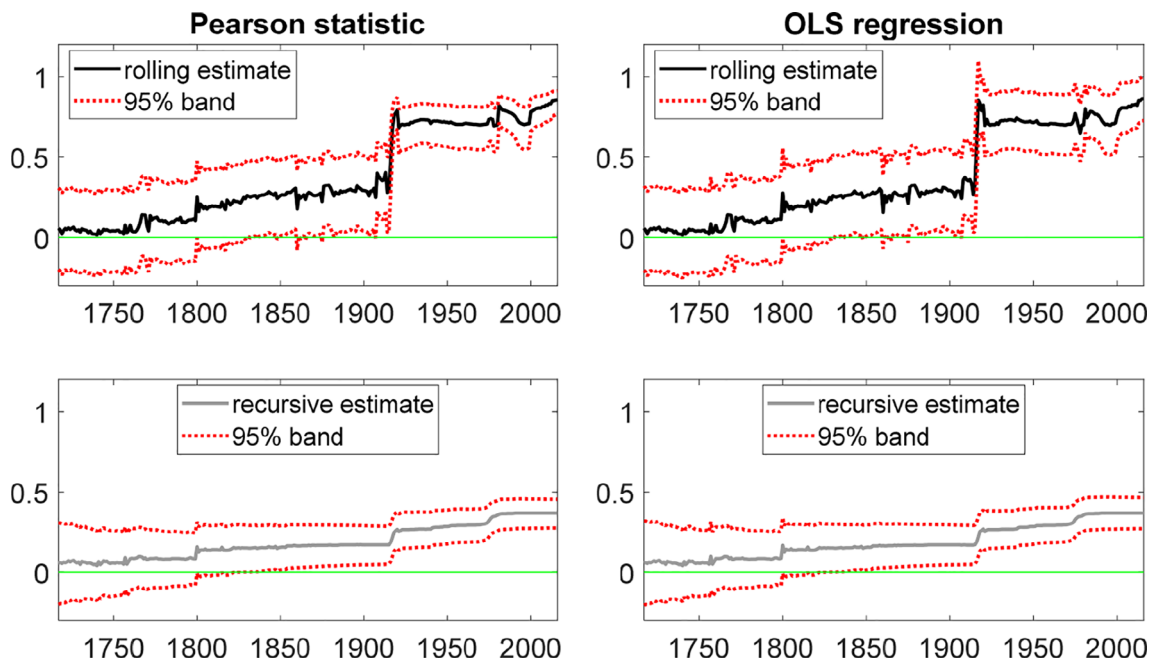 Pearson statistic
OLS regression
rolling estimate
95% band
1
0.5
0
1750 1800 1850 1900 1950 2000
rolling estimate
95% band
1
0.5
0
1750 1800 1850 1900 1950 2000
recursive estimate
95% band
1
0.5
0
1750 1800 1850 1900 1950 2000
recursive estimate
95% band
1
0.5
0
1750 1800 1850 1900 1950 2000